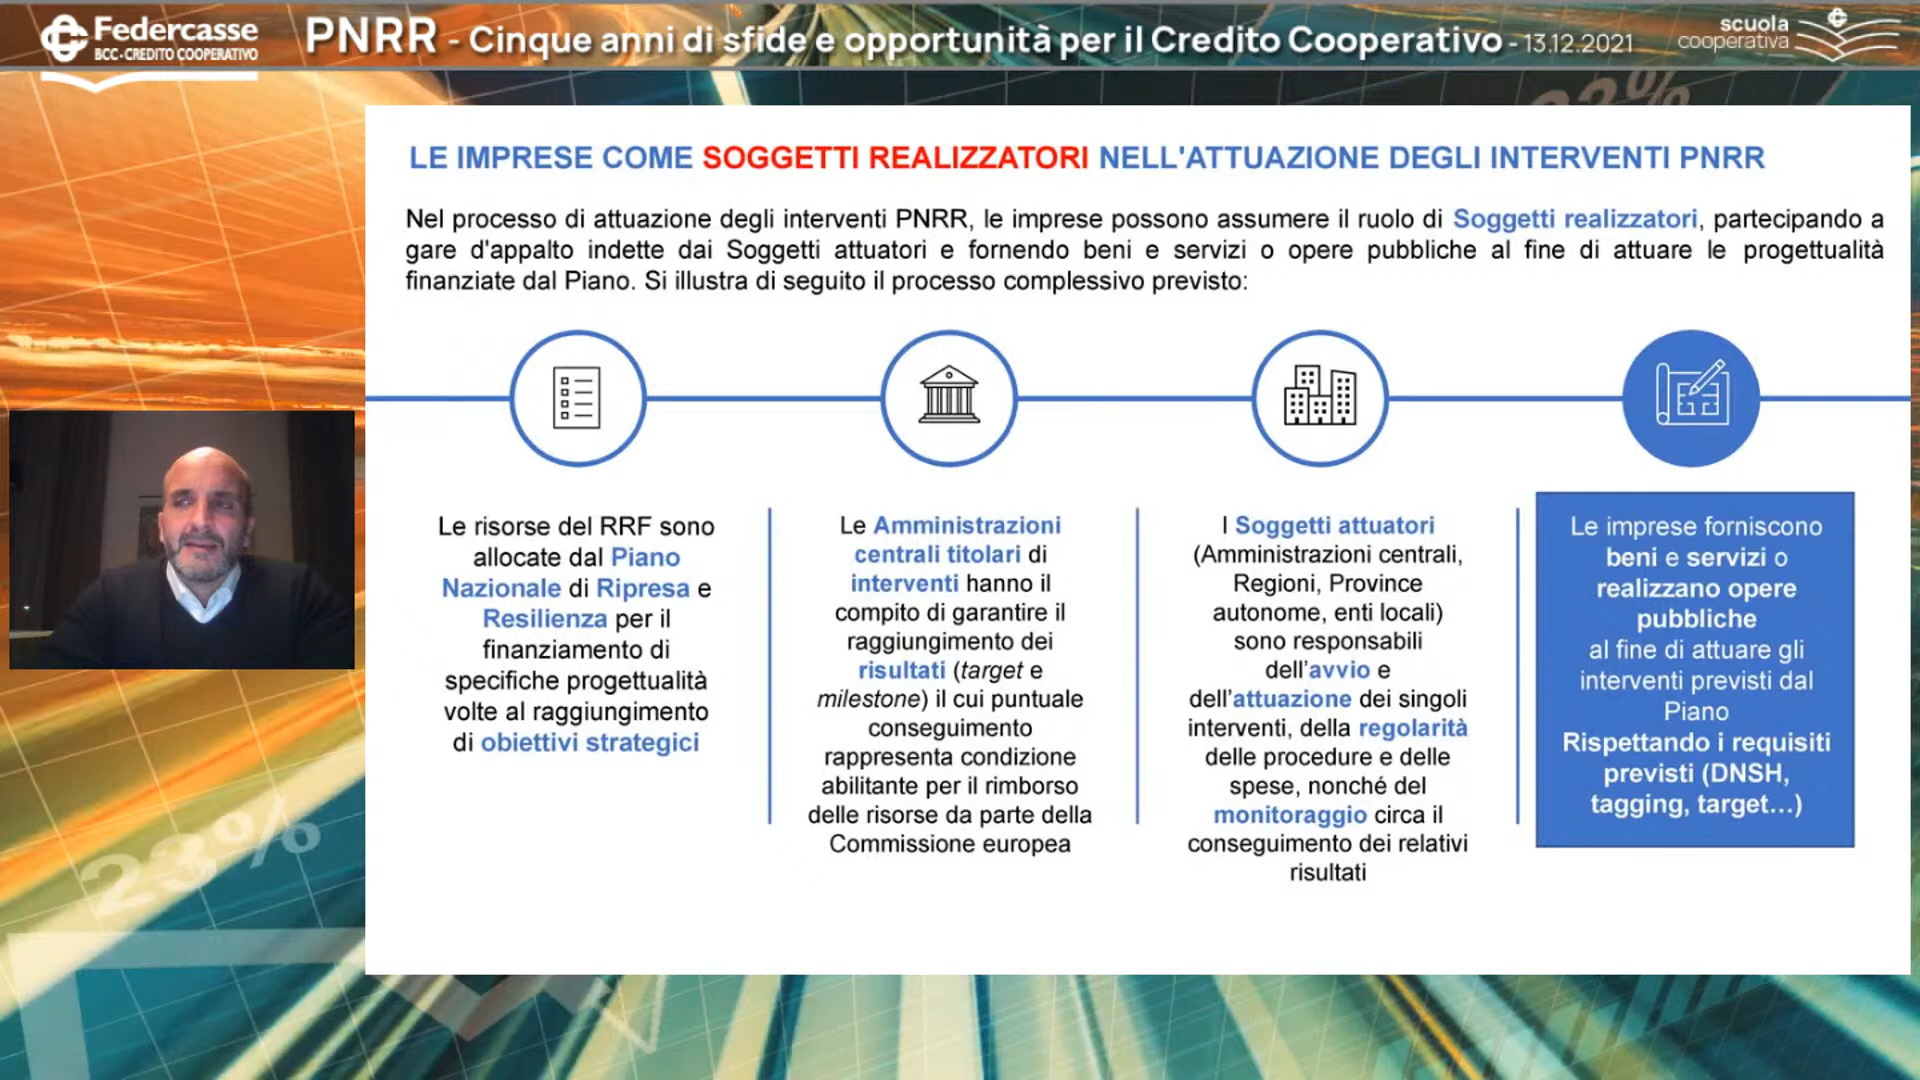 Federcasse
BCC - CREDITO COOPERATIVO
PNRR - Cinque anni di sfide e opportunità per il Credito Cooperativo - 13.12.2021
scuola
cooperativa
23%
LE IMPRESE COME SOGGETTI REALIZZATORI NELL'ATTUAZIONE DEGLI INTERVENTI PNRR
Nel processo di attuazione degli interventi PNRR, le imprese possono assumere il ruolo di Soggetti realizzatori, partecipando a
gare d'appalto indette dai Soggetti attuatori e fornendo beni e servizi o opere pubbliche al fine di attuare le progettualità
finanziate dal Piano. Si illustra di seguito il processo complessivo previsto:
Le risorse del RRF sono
allocate dal Piano
Nazionale di Ripresa e
Resilienza per il
finanziamento di
specifiche progettualità
volte al raggiungimento
di obiettivi strategici
Le Amministrazioni
centrali titolari di
interventi hanno il
compito di garantire il
raggiungimento dei
risultati (target e
milestone) il cui puntuale
conseguimento
rappresenta condizione
abilitante per il rimborso
delle risorse da parte della
Commissione europea
I Soggetti attuatori
(Amministrazioni centrali,
Regioni, Province
autonome, enti locali)
sono responsabili
dell'avvio e
dell'attuazione dei singoli
interventi, della regolarità
delle procedure e delle
spese, nonché del
monitoraggio circa il
conseguimento dei relativi
risultati
Le imprese forniscono
beni e servizi o
realizzano opere
pubbliche
al fine di attuare gli
interventi previsti dal
Piano
Rispettando i requisiti
previsti (DNSH,
tagging, target...)